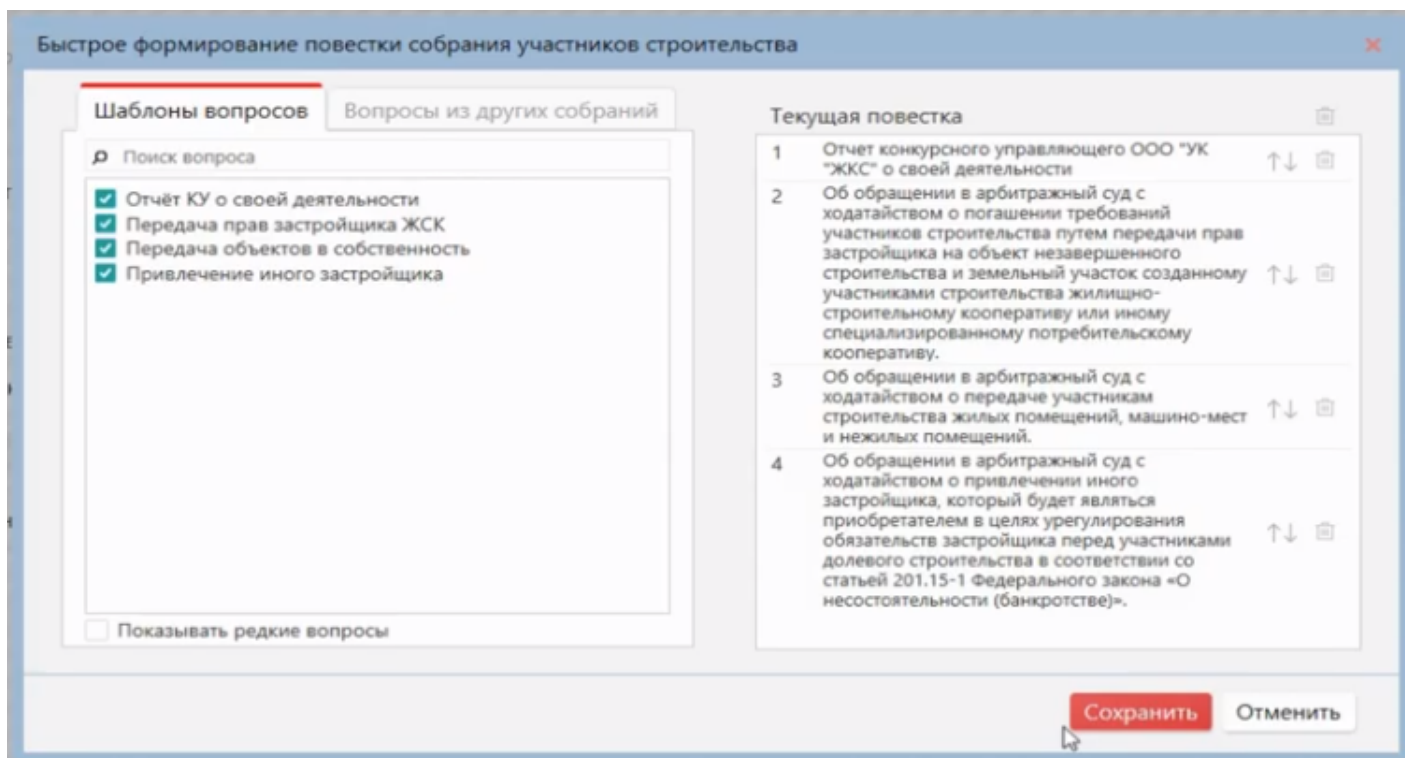 Быстрое формирование повестки собрания участников строительства
Шаблоны вопросов
Вопросы из других собраний
Поиск вопроса
Отчёт КУ о своей деятельности
Передача прав застройщика ЖСК
Передача объектов в собственность
Привлечение иного застройщика
Показывать редкие вопросы
Текущая повестка
1 Отчет конкурсного управляющего ООО "УК
"ЖКС" о своей деятельности
2 Об обращении в арбитражный суд с
ходатайством о погашении требований
участников строительства путем передачи прав
застройщика на объект незавершенного
строительства и земельный участок созданному
участниками строительства жилищно-
строительному кооперативу или иному
специализированному потребительскому
кооперативу.
3 Об обращении в арбитражный суд с
ходатайством о передаче участникам
строительства жилых помещений, машино-мест
и нежилых помещений.
4 Об обращении в арбитражный суд с
ходатайством о привлечении иного
застройщика, который будет являться
приобретателем в целях урегулирования
обязательств застройщика перед участниками
долевого строительства в соответствии со
статьей 201.15-1 Федерального закона «О
несостоятельности (банкротстве)».
Сохранить
Отменить